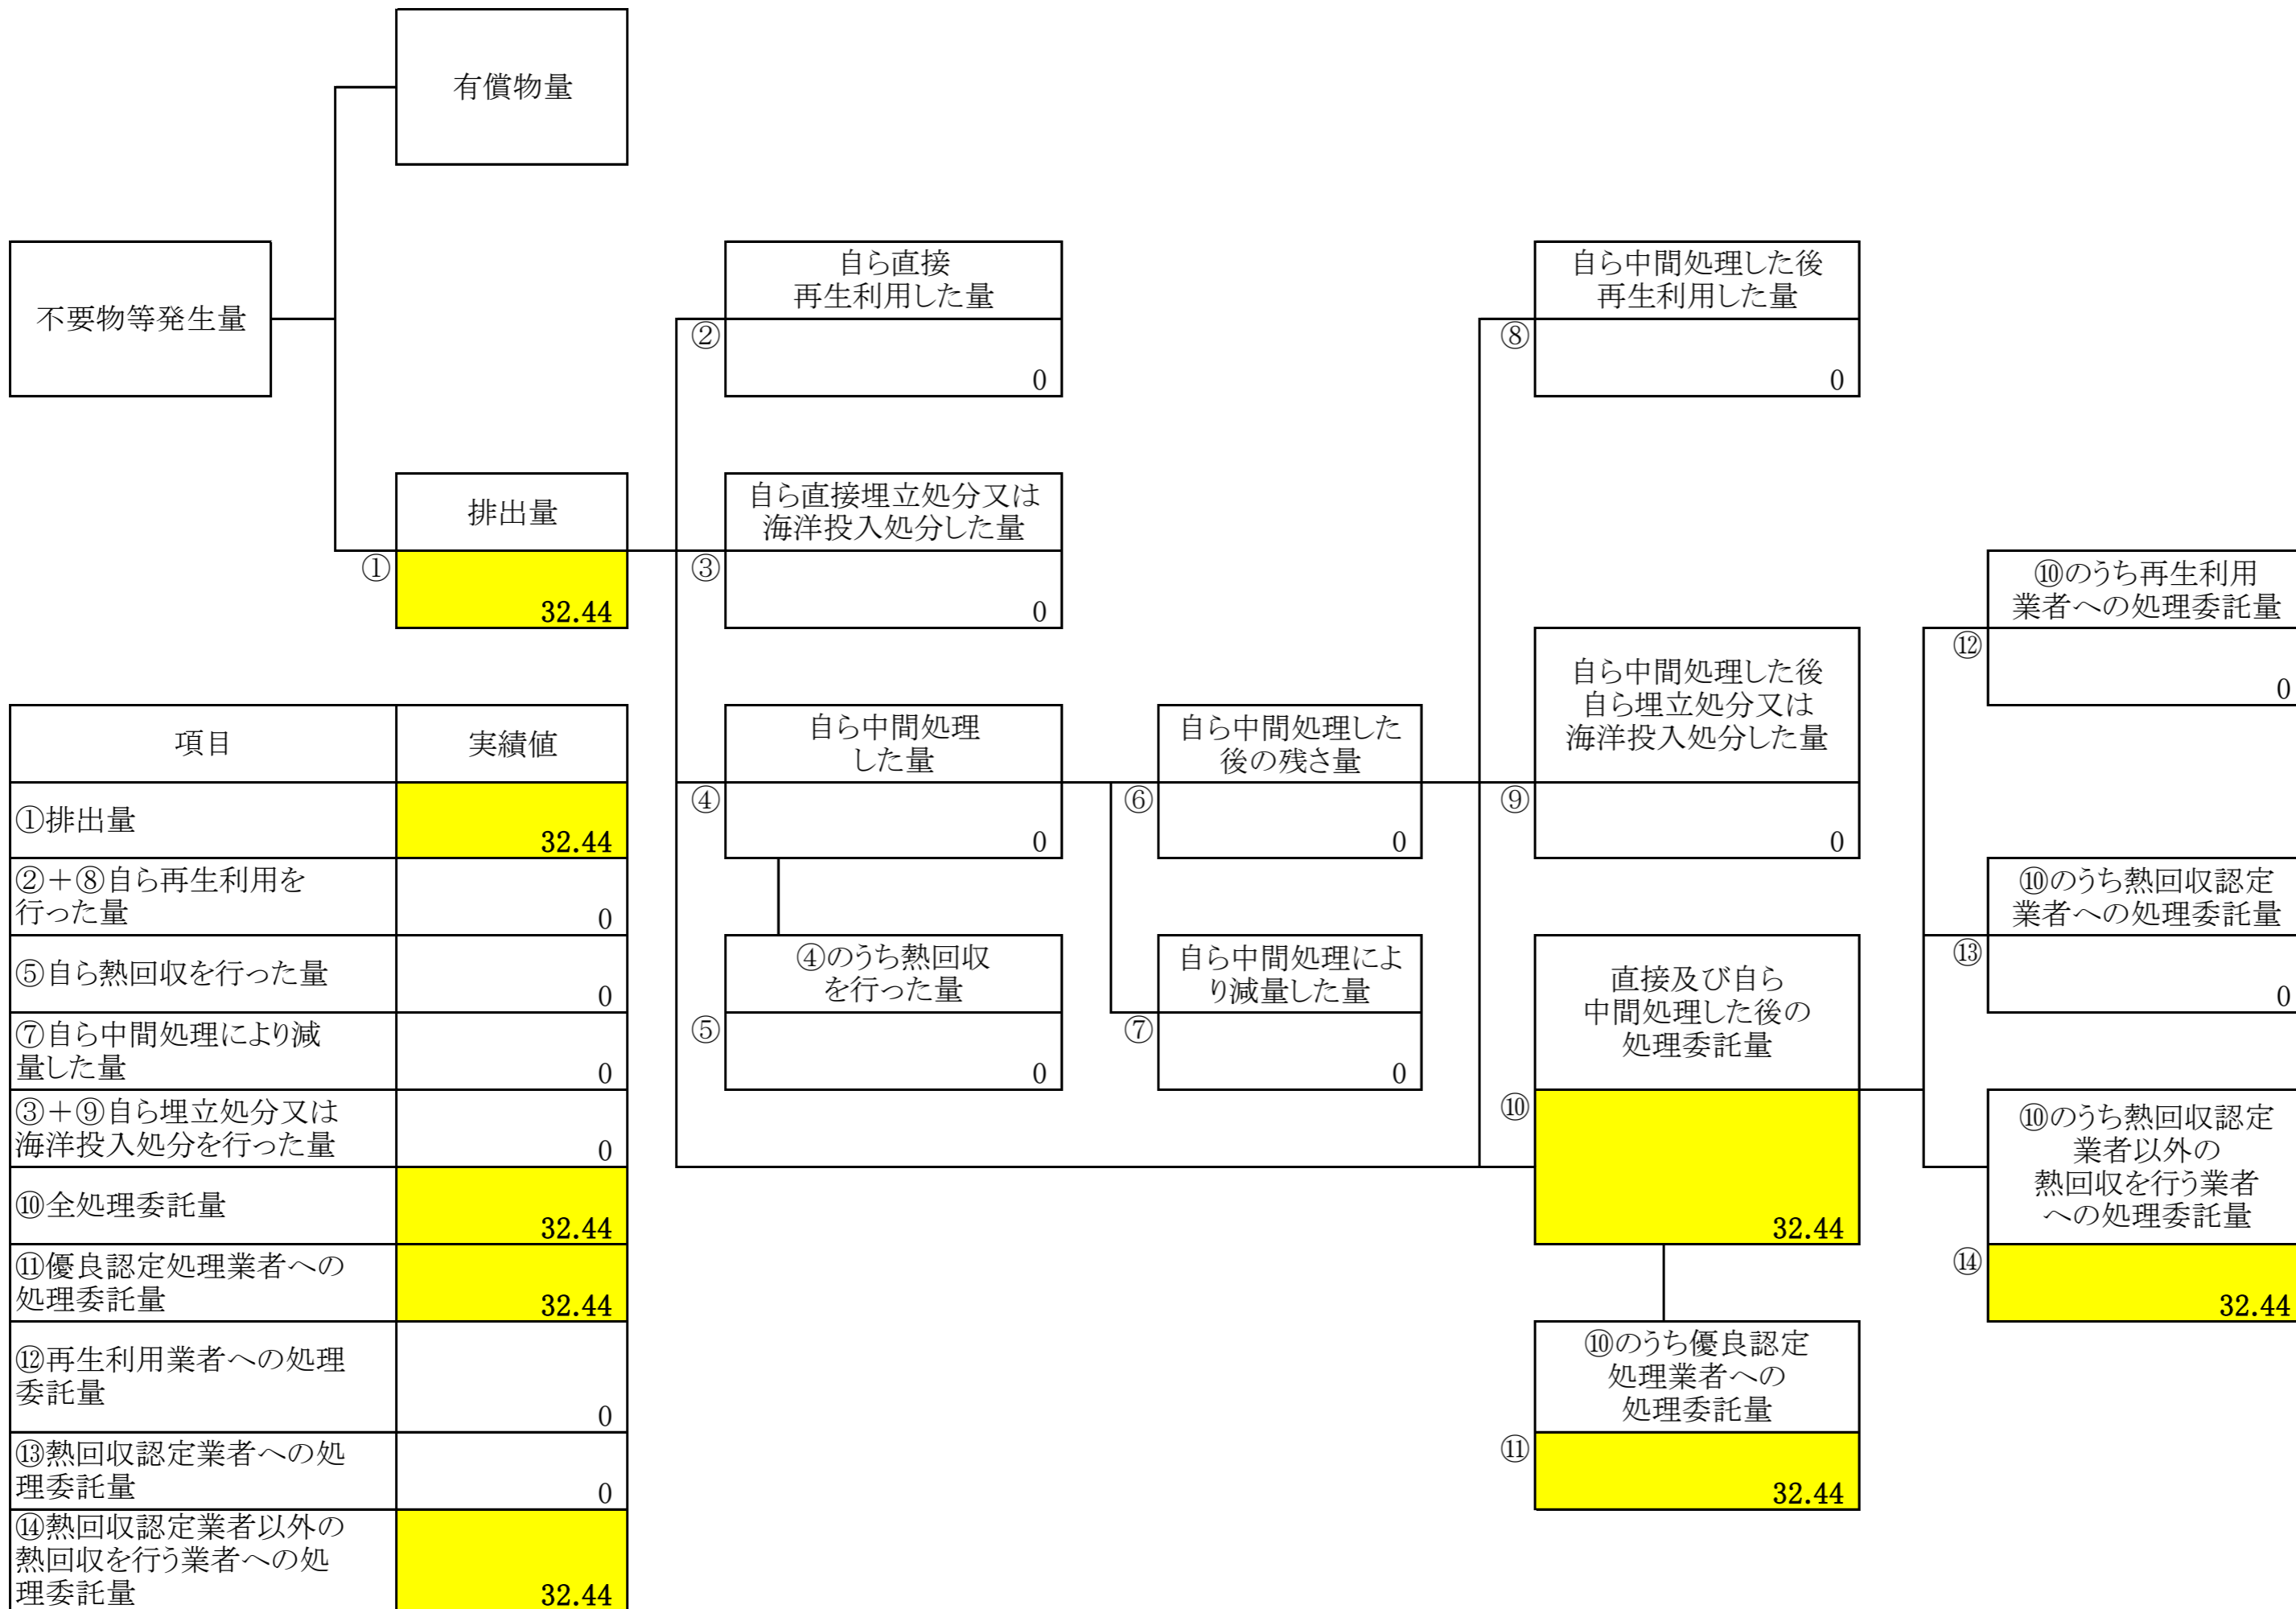 有償物量
不要物等発生量
自ら直接
再生利用した量
②
0
自ら中間処理した後
再生利用した量
⑧
0
排出量
①
32.44
自ら直接埋立処分又は
海洋投入処分した量
③
0
⑩のうち再生利用
業者への処理委託量
⑫
0
自ら中間処理
した量
④
0
自ら中間処理した
後の残さ量
⑥
0
自ら中間処理した後
自ら埋立処分又は
海洋投入処分した量
⑨
0
⑩のうち熱回収認定
業者への処理委託量
⑬
0
④のうち熱回収
を行った量
⑤
0
自ら中間処理によ
り減量した量
⑦
0
直接及び自ら
中間処理した後の
処理委託量
⑩
32.44
⑩のうち熱回収認定
業者以外の
熱回収を行う業者
への処理委託量
⑭
32.44
⑩のうち優良認定
処理業者への
処理委託量
⑪
32.44
項目
実績値
①排出量
32.44
②＋⑧自ら再生利用を
行った量
0
⑤自ら熱回収を行った量
0
⑦自ら中間処理により減
量した量
0
③＋⑨自ら埋立処分又は
海洋投入処分を行った量
0
⑩全処理委託量
32.44
⑪優良認定処理業者への
処理委託量
32.44
⑫再生利用業者への処理
委託量
0
⑬熱回収認定業者への処
理委託量
0
⑭熱回収認定業者以外の
熱回収を行う業者への処
理委託量
32.44